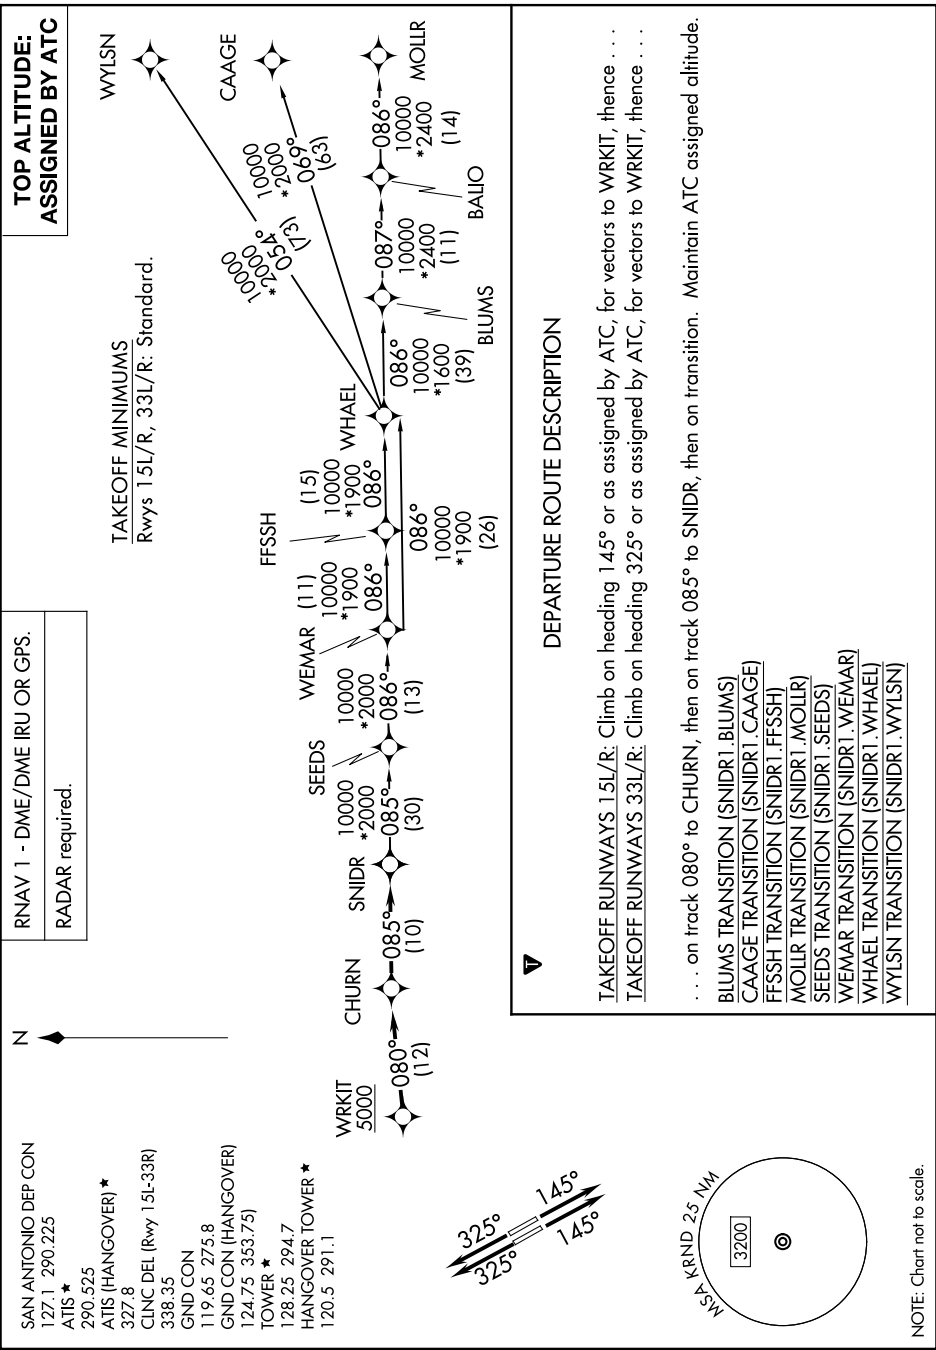 SAN ANTONIO DEP CON
127.1 290.225
ATIS ★
290.525
ATIS (HANGOVER) ★
327.8
CLNC DEL (Rwy 15L-33R)
338.35
GND CON
119.65 275.8
GND CON (HANGOVER)
124.75 353.75)
TOWER ★
128.25 294.7
HANGOVER TOWER ★
120.5 291.1
N
RNAV 1 - DME/DME IRU OR GPS.
RADAR required.
TOP ALTITUDE:
ASSIGNED BY ATC
TAKEOFF MINIMUMS
Rwys 15L/R, 33L/R: Standard.
WRKIT
5000
080°
(12)
CHURN
085°
(10)
SNIDR
10000
*2000
085°
(30)
SEEDS
10000
*2000
086°
(13)
WEMAR
(11)
10000
*1900
086°
FFSSH
(15)
10000
*1900
086°
086°
10000
*1900
(26)
WHAEL
10000
*2000
054°
(73)
WYLSN
10000
*2000
069°
(63)
CAAGE
086°
10000
*1600
(39)
BLUMS
087°
10000
*2400
(11)
BALIO
086°
10000
*2400
(14)
MOLLR
325°
145°
325°
145°
MSA KRND 25 NM
3200
NOTE: Chart not to scale.
T
DEPARTURE ROUTE DESCRIPTION
TAKEOFF RUNWAYS 15L/R: Climb on heading 145° or as assigned by ATC, for vectors to WRKIT, thence . . .
TAKEOFF RUNWAYS 33L/R: Climb on heading 325° or as assigned by ATC, for vectors to WRKIT, thence . . .
. . . on track 080° to CHURN, then on track 085° to SNIDR, then on transition. Maintain ATC assigned altitude.
BLUMS TRANSITION (SNIDR1.BLUMS)
CAAGE TRANSITION (SNIDR1.CAAGE)
FFSSH TRANSITION (SNIDR1.FFSSH)
MOLLR TRANSITION (SNIDR1.MOLLR)
SEEDS TRANSITION (SNIDR1.SEEDS)
WEMAR TRANSITION (SNIDR1.WEMAR)
WHAEL TRANSITION (SNIDR1.WHAEL)
WYLSN TRANSITION (SNIDR1.WYLSN)